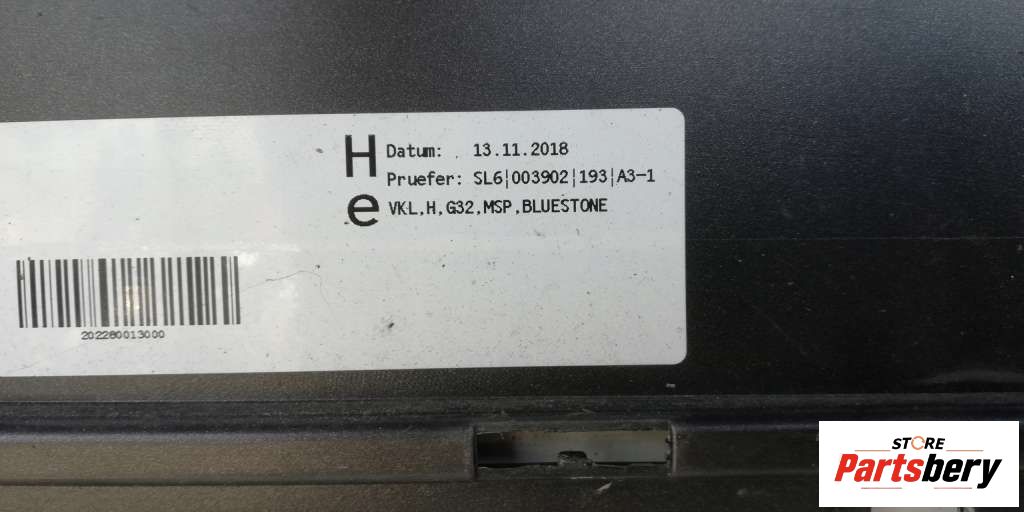 H
e
Datum: 13.11.2018
Pruefer: SL6|003902|193|A3-1
VKL,H,G32,MSP,BLUESTONE
202280013000
STORE
Partsbery